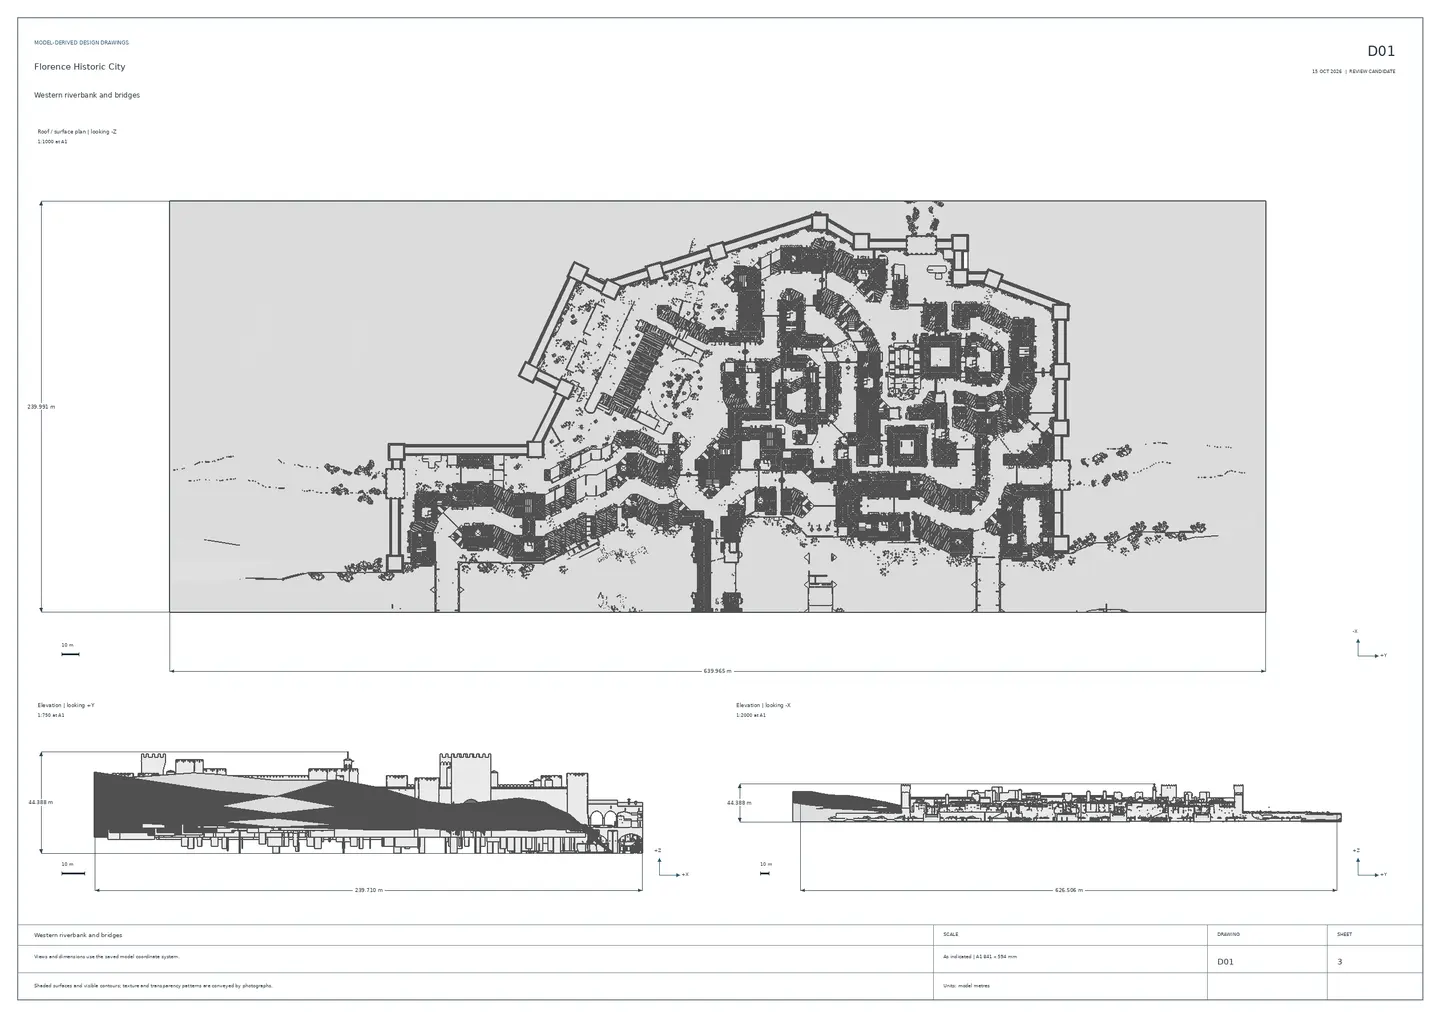 MODEL-DERIVED DESIGN DRAWINGS
Florence Historic City
Western riverbank and bridges
D01
15 OCT 2026 | REVIEW CANDIDATE
Roof / surface plan | looking -Z
1:1000 at A1
239.991 m
10 m
639.965 m
-X
+Y
Elevation | looking +Y
1:750 at A1
44.388 m
10 m
239.710 m
+Z
+X
Elevation | looking -X
1:2000 at A1
44.388 m
10 m
626.506 m
+Z
+Y
Western riverbank and bridges
Views and dimensions use the saved model coordinate system.
Shaded surfaces and visible contours; texture and transparency patterns are conveyed by photographs.
SCALE
As indicated | A1 841 × 594 mm
Units: model metres
DRAWING
D01
SHEET
3